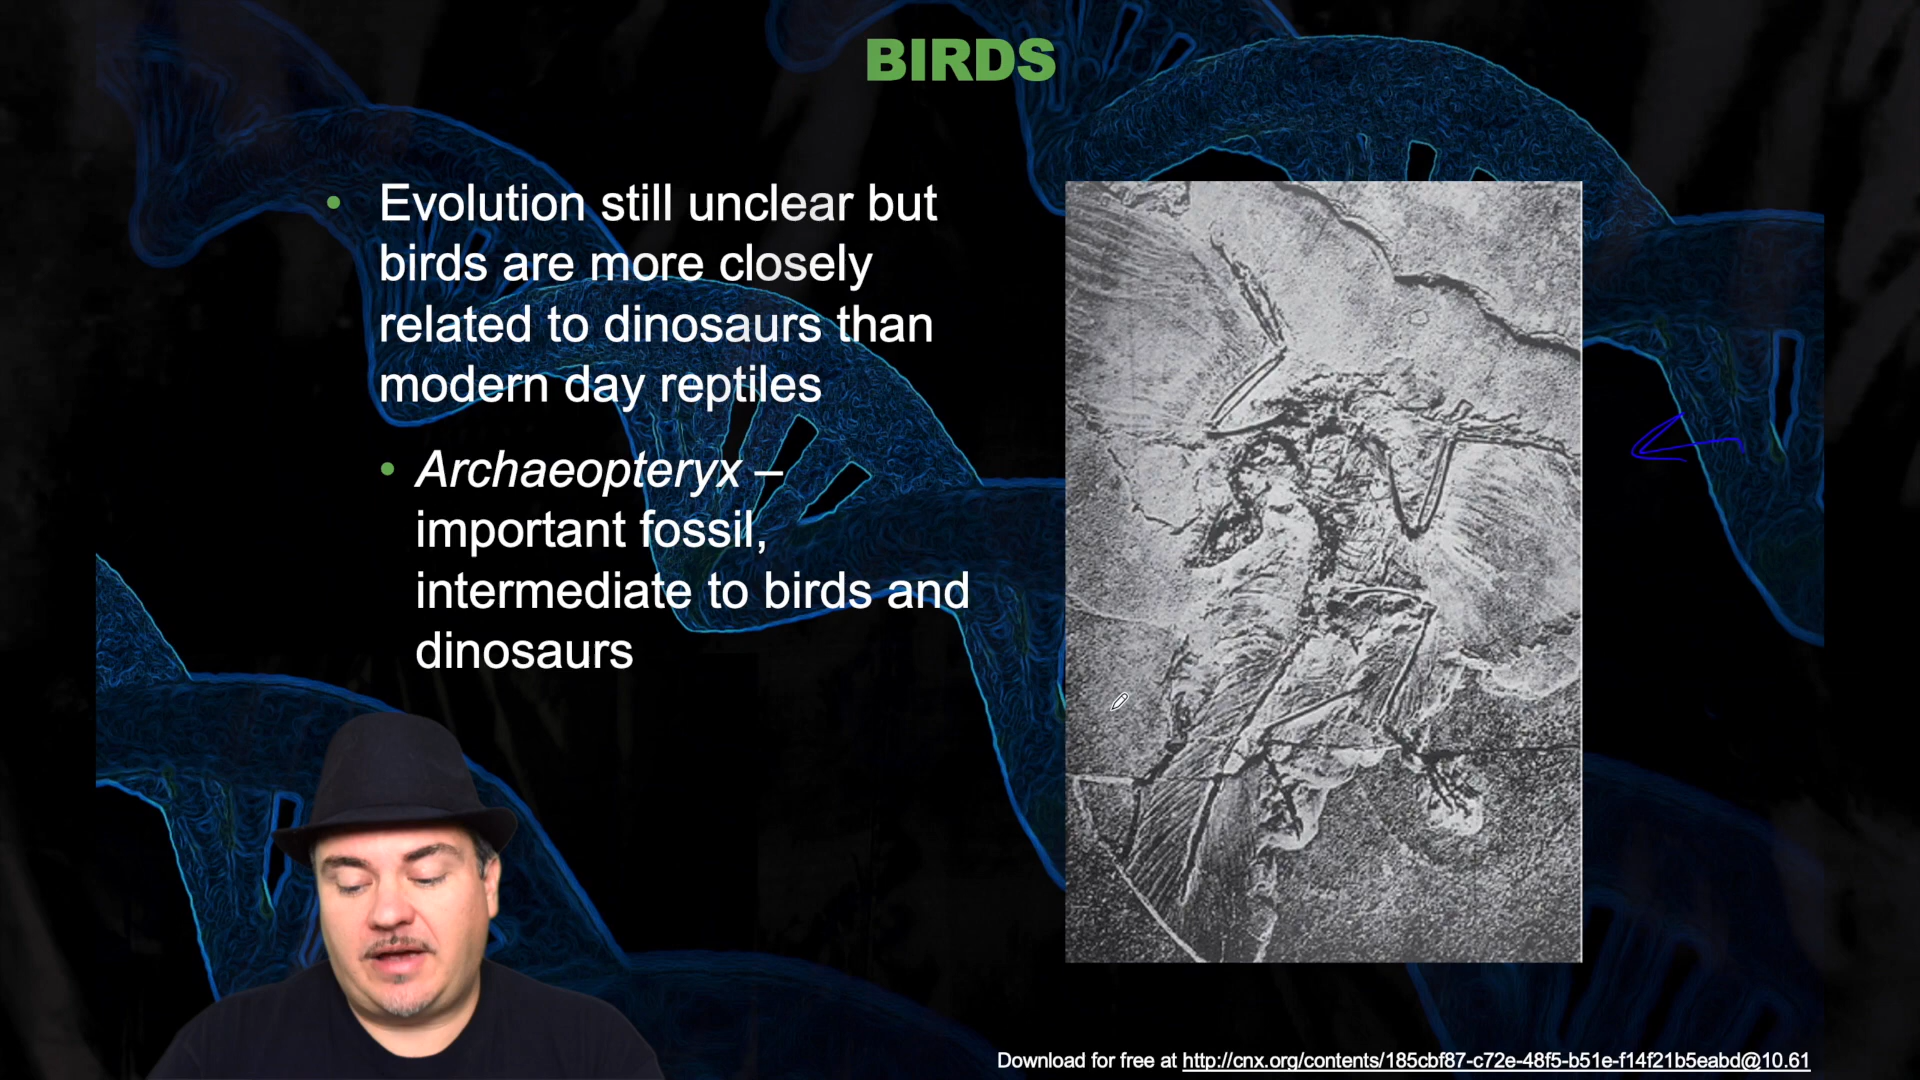 BIRDS
• Evolution still unclear but
birds are more closely
related to dinosaurs than
modern day reptiles
• Archaeopteryx –
important fossil,
intermediate to birds and
dinosaurs
Download for free at http://cnx.org/contents/185cbf87-c72e-48f5-b51e-f14f21b5eabd@10.61